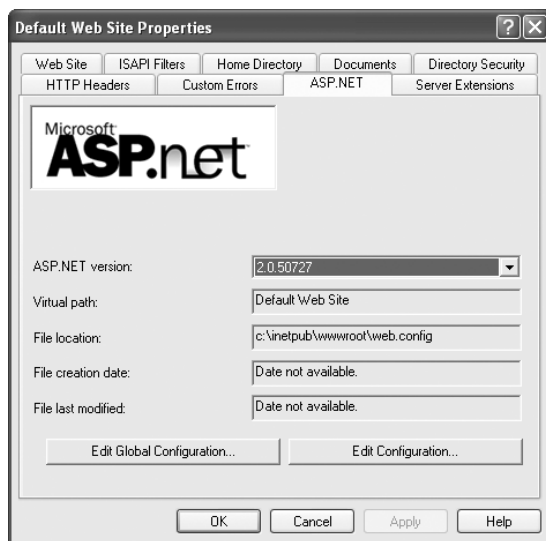 Default Web Site Properties
Web Site ISAPI Filters Home Directory Documents Directory Security
HTTP Headers Custom Errors ASP.NET Server Extensions
Microsoft
ASP.net
ASP.NET version: 2.0.50727
Virtual path: Default Web Site
File location: c:\inetpub\wwwroot\web.config
File creation date: Date not available.
File last modified: Date not available.
Edit Global Configuration... Edit Configuration...
OK Cancel Apply Help